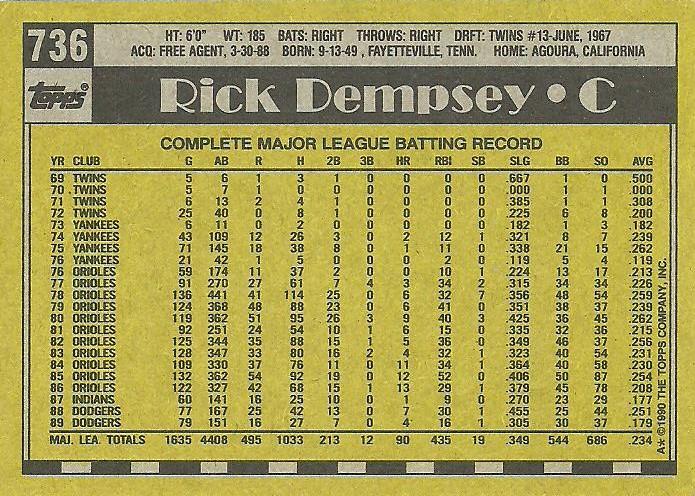 736
HT: 6'0" WT: 185 BATS: RIGHT THROWS: RIGHT DRFT: TWINS #13-JUNE, 1967
ACQ: FREE AGENT, 3-30-88 BORN: 9-13-49, FAYETTEVILLE, TENN. HOME: AGOURA, CALIFORNIA
topps® Rick Dempsey • C
COMPLETE MAJOR LEAGUE BATTING RECORD
YR CLUB G AB R H 2B 3B HR RBI SB SLG BB SO AVG
69 TWINS 5 6 1 3 1 0 0 0 0 .667 1 0 .500
70 TWINS 5 7 1 0 0 0 0 0 0 .000 1 1 .000
71 TWINS 6 13 2 4 1 0 0 0 0 .385 1 1 .308
72 TWINS 25 40 0 8 1 0 0 0 0 .225 6 8 .200
73 YANKEES 6 11 0 2 0 0 0 0 0 .182 1 3 .182
74 YANKEES 43 109 12 26 3 0 2 12 1 .321 8 7 .239
75 YANKEES 71 145 18 38 8 0 1 11 0 .338 21 15 .262
76 YANKEES 21 42 1 5 0 0 0 2 0 .119 5 4 .119
76 ORIOLES 59 174 11 37 2 0 0 10 1 .224 13 17 .213
77 ORIOLES 91 270 27 61 7 4 3 34 2 .315 34 34 .226
78 ORIOLES 136 441 41 114 25 0 6 32 7 .356 48 54 .259
79 ORIOLES 124 368 48 88 23 0 6 41 0 .351 38 37 .239
80 ORIOLES 119 362 51 95 26 3 9 40 3 .425 36 45 .262
81 ORIOLES 92 251 24 54 10 1 6 15 0 .335 32 36 .215
82 ORIOLES 125 344 35 88 15 1 5 36 0 .349 46 37 .256
83 ORIOLES 128 347 33 80 16 2 4 32 1 .323 40 54 .231
84 ORIOLES 109 330 37 76 11 0 11 34 1 .364 40 58 .230
85 ORIOLES 132 362 54 92 19 0 12 52 0 .406 50 87 .254
86 ORIOLES 122 327 42 68 15 1 13 29 1 .379 45 78 .208
87 INDIANS 60 141 16 25 10 0 1 9 0 .270 23 29 .177
88 DODGERS 77 167 25 42 13 0 7 30 1 .455 25 44 .251
89 DODGERS 79 151 16 27 7 0 4 16 1 .305 30 37 .179
MAJ. LEA. TOTALS 1635 4408 495 1033 213 12 90 435 19 .349 544 686 .234
A* ©1990 THE TOPPS COMPANY, INC.